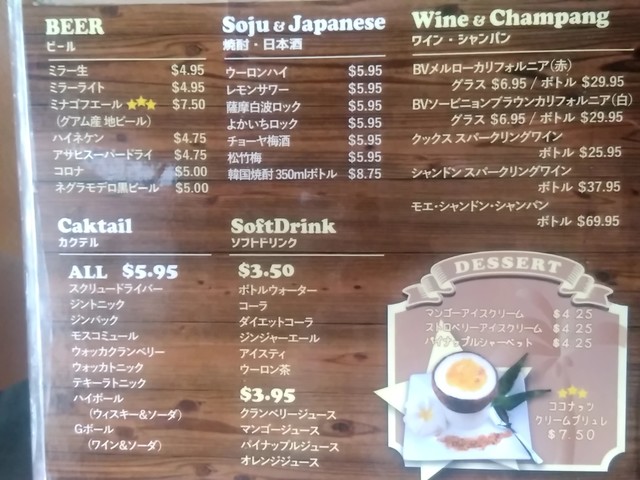 BEER
ビール
ミラー生 $4.95
ミラーライト $4.95
ミナゴフエール $7.50
(グアム産 地ビール)
ハイネケン $4.75
アサヒスーパードライ $4.75
コロナ $5.00
ネグラモデロ黒ビール $5.00
Soju & Japanese
焼酎・日本酒
ウーロンハイ $5.95
レモンサワー $5.95
薩摩白波ロック $5.95
よかいちロック $5.95
チョーヤ梅酒 $5.95
松竹梅 $5.95
韓国焼酎 350mlボトル $8.75
Wine & Champang
ワイン・シャンパン
BVメルローカリフォルニア(赤)
グラス $6.95 / ボトル $29.95
BVソービニョンブラウンカリフォルニア(白)
グラス $6.95 / ボトル $29.95
クックス スパークリングワイン
ボトル $25.95
シャンドン スパークリングワイン
ボトル $37.95
モエ・シャンドン・シャンパン
ボトル $69.95
Caktail
カクテル
ALL $5.95
スクリュードライバー
ジントニック
ジンバック
モスコミュール
ウォッカクランベリー
ウォッカトニック
テキーラトニック
ハイボール
(ウィスキー&ソーダ)
Gボール
(ワイン&ソーダ)
SoftDrink
ソフトドリンク
$3.50
ボトルウォーター
コーラ
ダイエットコーラ
ジンジャーエール
アイスティ
ウーロン茶
$3.95
クランベリージュース
マンゴージュース
パイナップルジュース
オレンジジュース
DESSERT
マンゴーアイスクリーム $4.25
ストロベリーアイスクリーム $4.25
パイナップルシャーベット $4.25
ココナッツ
クリームブリュレ
$7.50